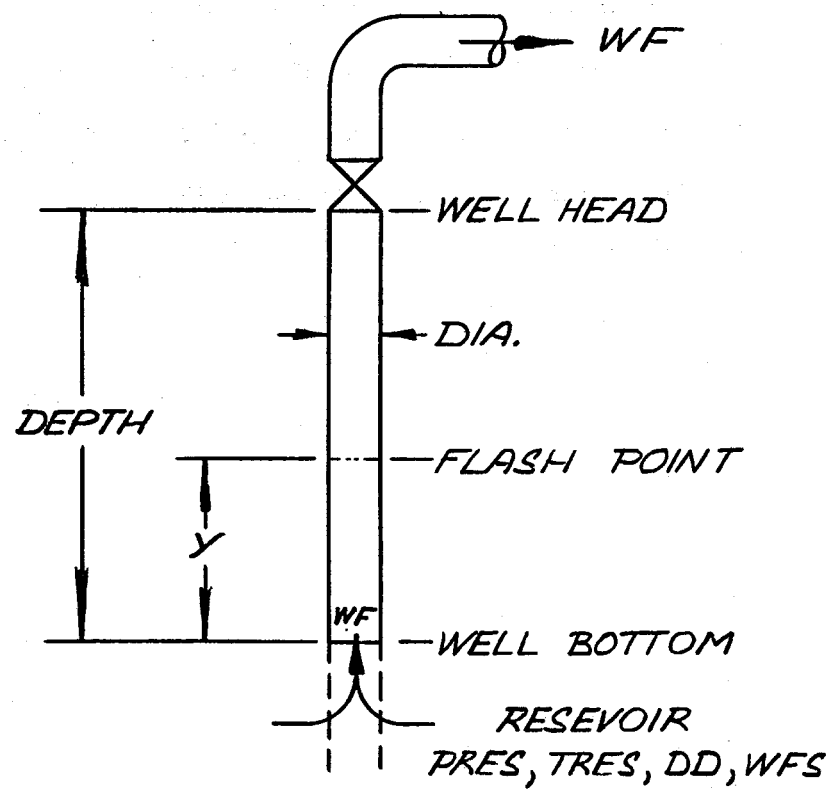 WF
WELL HEAD
DIA.
DEPTH
FLASH POINT
Y
WF
WELL BOTTOM
RESEVOIR
PRES, TRES, DD, WFS